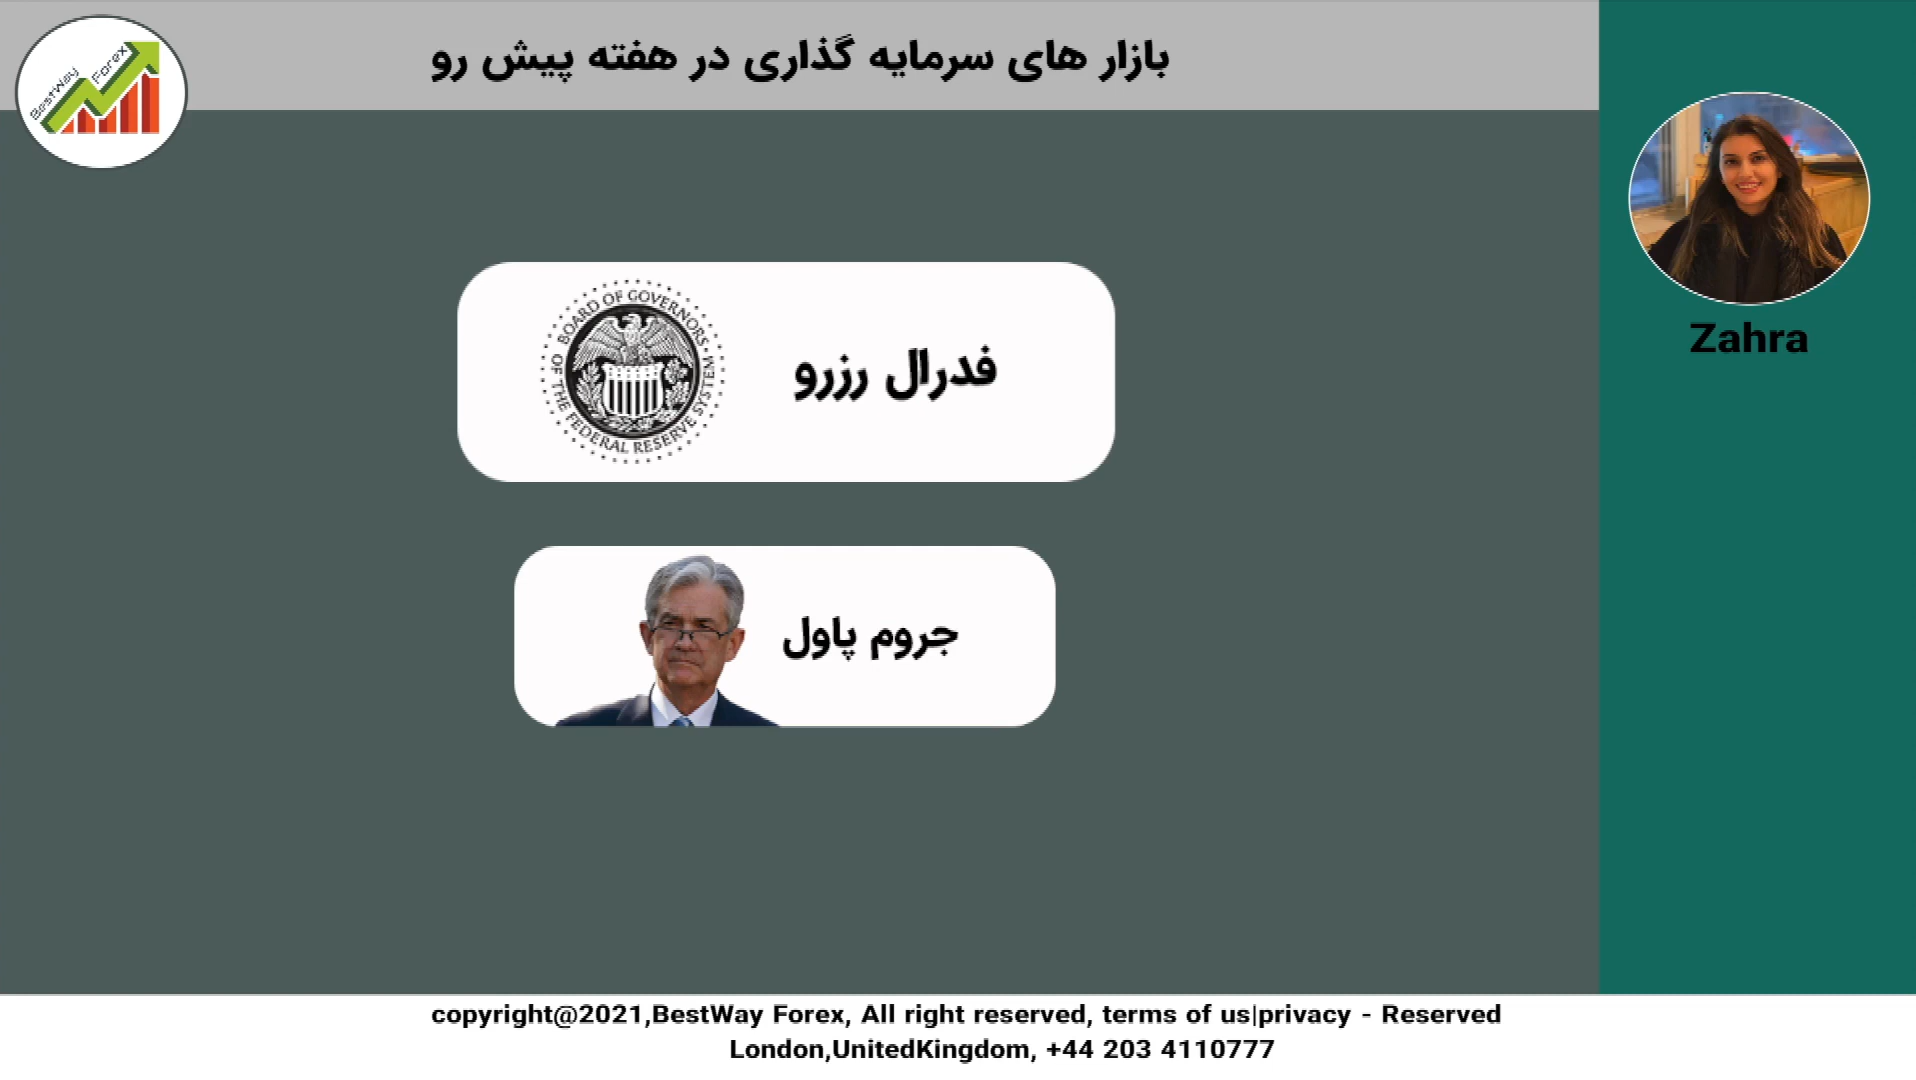 بازار های سرمایه گذاری در هفته پیش رو
BestWay Forex
Zahra
BOARD OF GOVERNORS OF THE FEDERAL RESERVE SYSTEM
فدرال رزرو
جروم پاول
copyright@2021,BestWay Forex, All right reserved, terms of us|privacy - Reserved
London,UnitedKingdom, +44 203 4110777